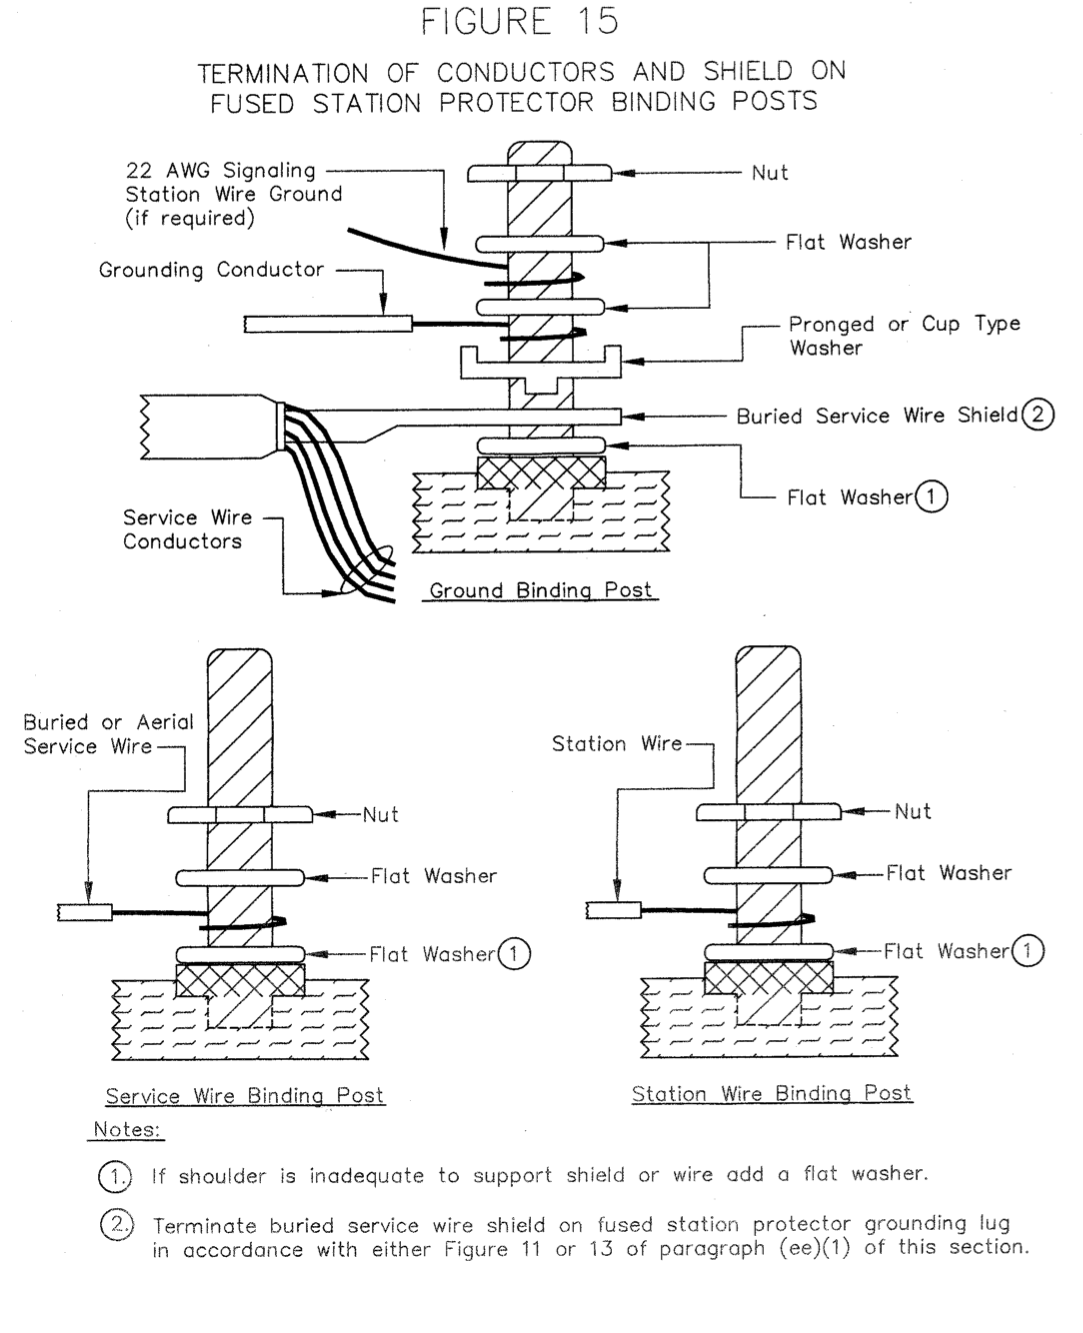 FIGURE 15
TERMINATION OF CONDUCTORS AND SHIELD ON
FUSED STATION PROTECTOR BINDING POSTS
22 AWG Signaling
Station Wire Ground
(if required)
Nut
Flat Washer
Grounding Conductor
Pronged or Cup Type
Washer
Buried Service Wire Shield 2
Flat Washer 1
Service Wire
Conductors
Ground Binding Post
Buried or Aerial
Service Wire
Nut
Flat Washer
Flat Washer 1
Service Wire Binding Post
Station Wire
Nut
Flat Washer
Flat Washer 1
Station Wire Binding Post
Notes:
1. If shoulder is inadequate to support shield or wire add a flat washer.
2. Terminate buried service wire shield on fused station protector grounding lug
in accordance with either Figure 11 or 13 of paragraph (ee)(1) of this section.